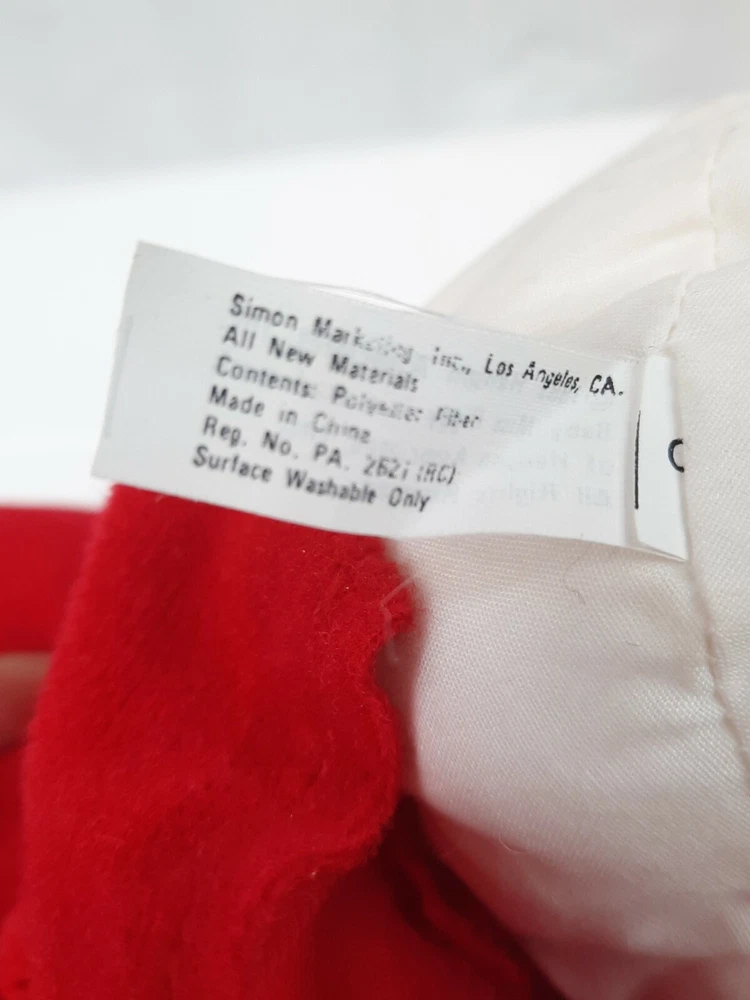 Simon Marketing Inc., Los Angeles, CA.
All New Materials
Contents: Polyester Fiber
Made in China
Reg. No. PA. 2627 (RC)
Surface Washable Only